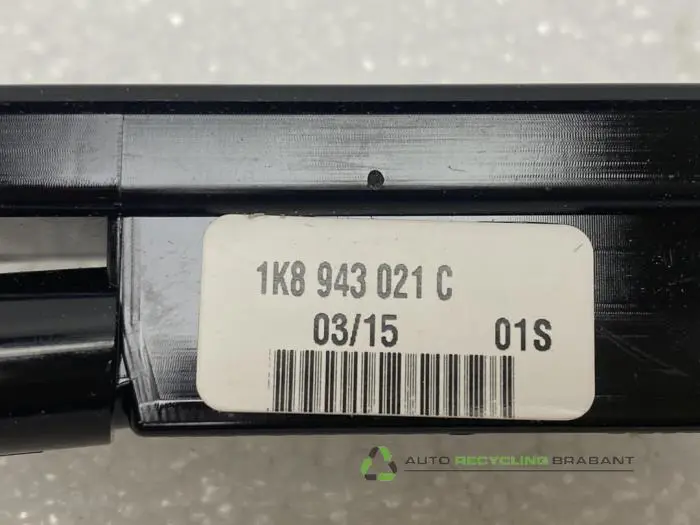 1K8 943 021 C
03/15 01S
AUTO RECYCLING BRABANT